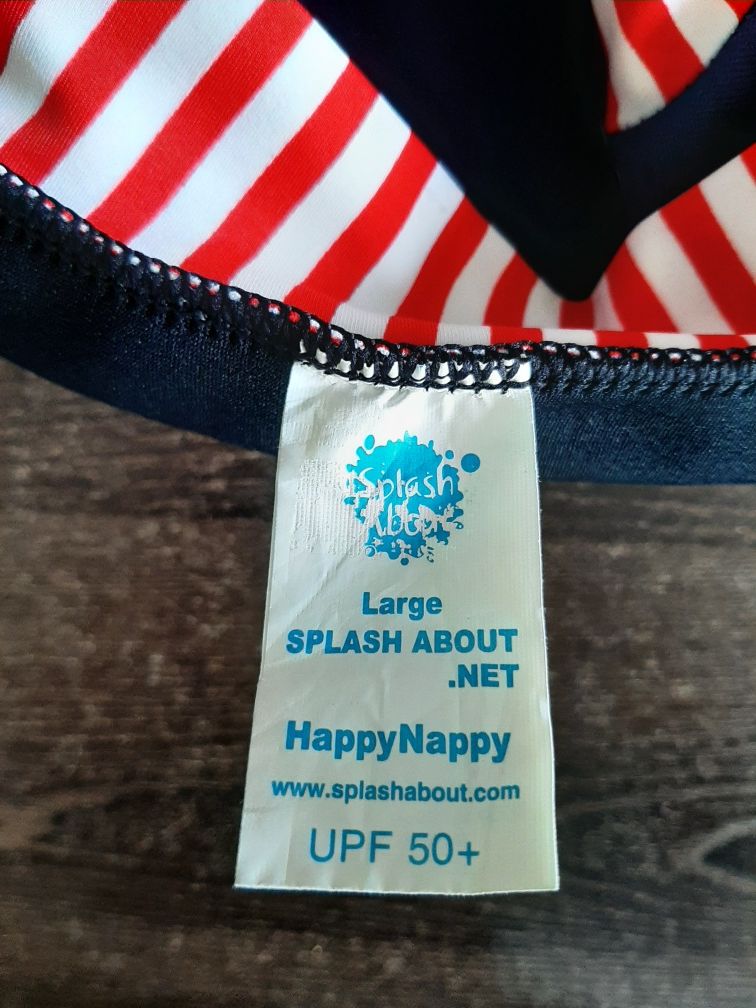 Splash
About
Large
SPLASH ABOUT
.NET
HappyNappy
www.splashabout.com
UPF 50+